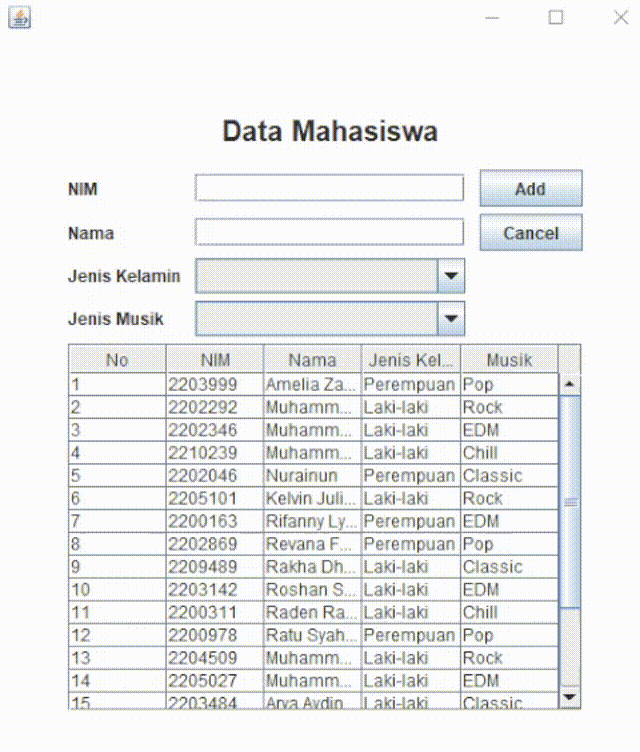 Data Mahasiswa
NIM Add
Nama Cancel
Jenis Kelamin
Jenis Musik
No NIM Nama Jenis Kel... Musik
1 2203999 Amelia Za... Perempuan Pop
2 2202292 Muhamm... Laki-laki Rock
3 2202346 Muhamm... Laki-laki EDM
4 2210239 Muhamm... Laki-laki Chill
5 2202046 Nurainun Perempuan Classic
6 2205101 Kelvin Juli... Laki-laki Rock
7 2200163 Rifanny Ly... Perempuan EDM
8 2202869 Revana F... Perempuan Pop
9 2209489 Rakha Dh... Laki-laki Classic
10 2203142 Roshan S... Laki-laki EDM
11 2200311 Raden Ra... Laki-laki Chill
12 2200978 Ratu Syah... Perempuan Pop
13 2204509 Muhamm... Laki-laki Rock
14 2205027 Muhamm... Laki-laki EDM
15 2203484 Arya Aydin Laki-laki Classic